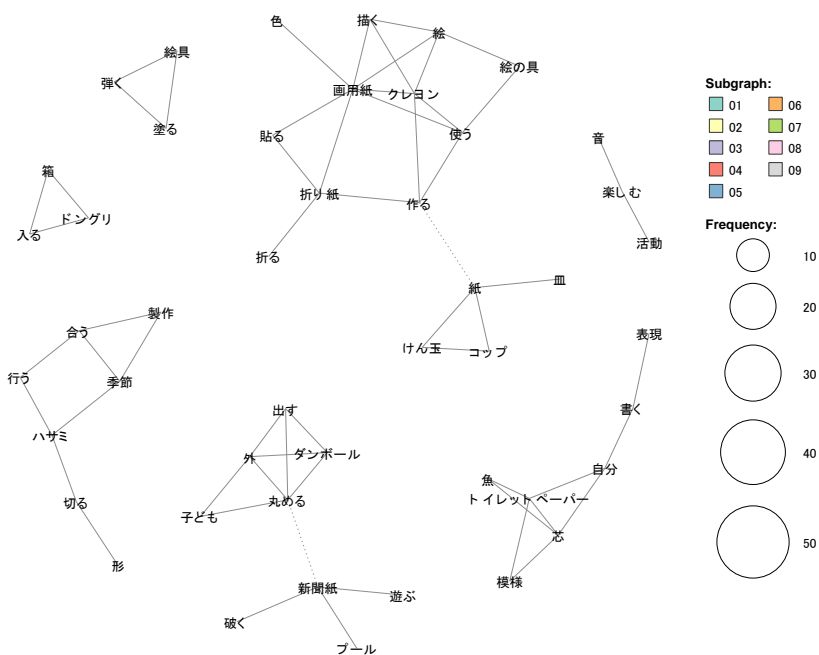 色
描く
絵
絵の具
画用紙
クレヨン
貼る
使う
折り紙
作る
折る
紙
皿
けん玉
コップ
絵具
弾く
塗る
箱
ドングリ
入る
音
楽しむ
活動
製作
合う
行う
季節
ハサミ
切る
形
出す
外
ダンボール
丸める
子ども
新聞紙
遊ぶ
破く
プール
表現
書く
自分
魚
トイレットペーパー
芯
模様
Subgraph:
01 06
02 07
03 08
04 09
05
Frequency:
10
20
30
40
50